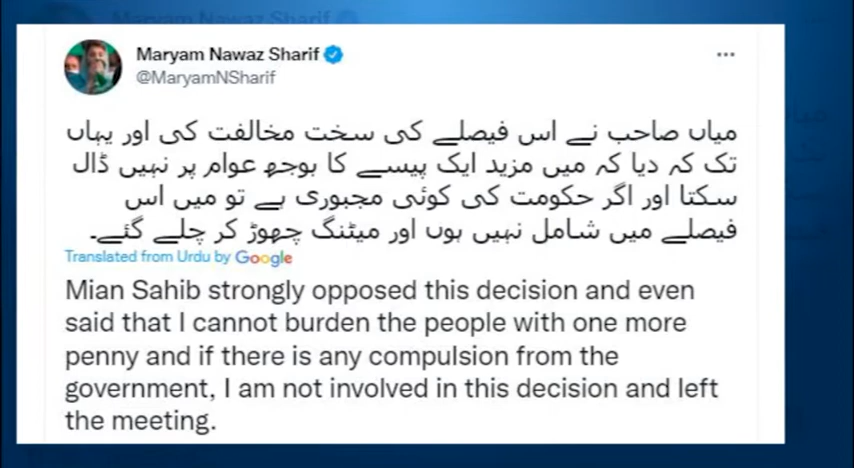 Maryam Nawaz Sharif
@MaryamNSharif
میاں صاحب نے اس فیصلے کی سخت مخالفت کی اور یہاں
تک کہ دیا کہ میں مزید ایک پیسے کا بوجھ عوام پر نہیں ڈال
سکتا اور اگر حکومت کی کوئی مجبوری ہے تو میں اس
فیصلے میں شامل نہیں ہوں اور میٹنگ چھوڑ کر چلے گئے۔
Translated from Urdu by Google
Mian Sahib strongly opposed this decision and even
said that I cannot burden the people with one more
penny and if there is any compulsion from the
government, I am not involved in this decision and left
the meeting.